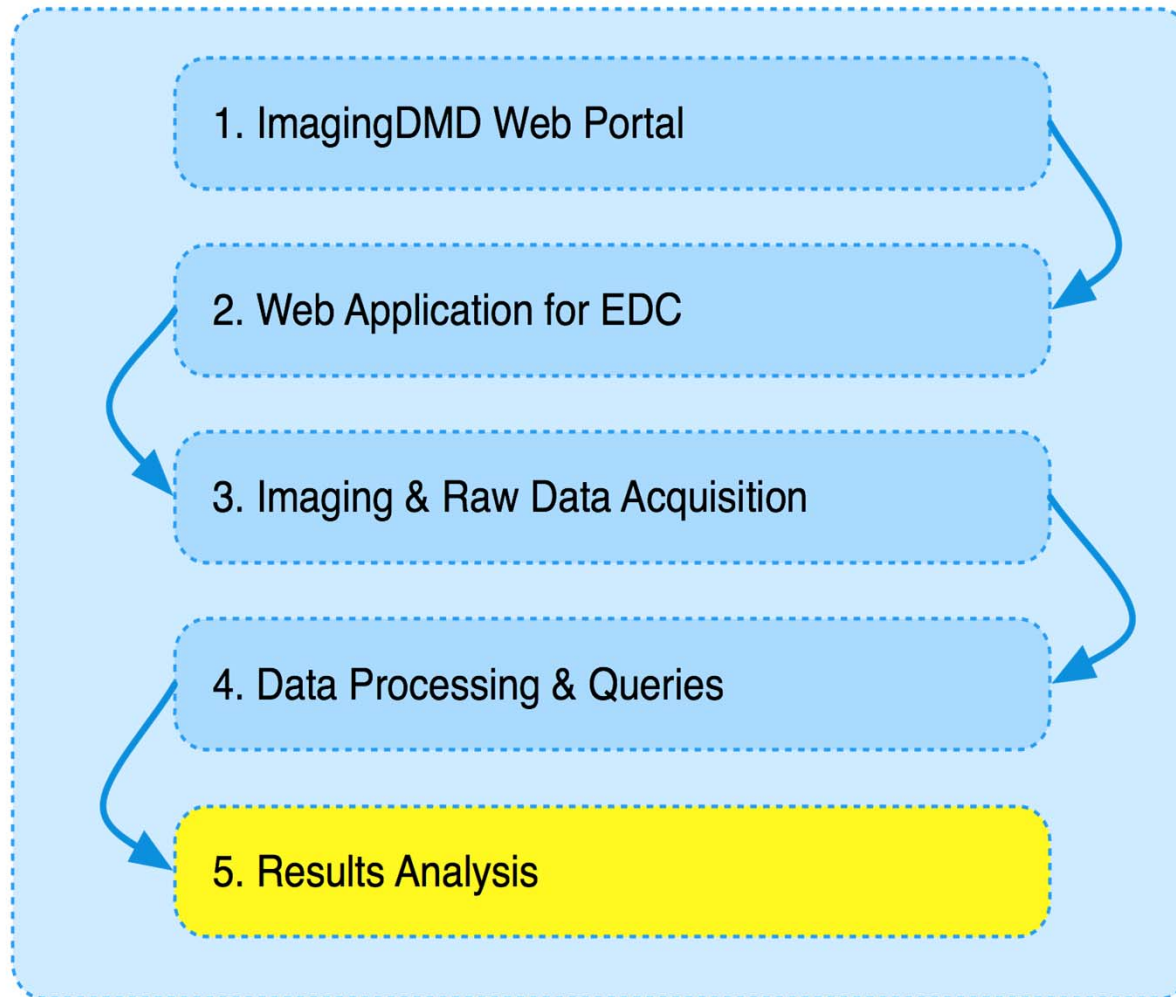 1. ImagingDMD Web Portal
2. Web Application for EDC
3. Imaging & Raw Data Acquisition
4. Data Processing & Queries
5. Results Analysis